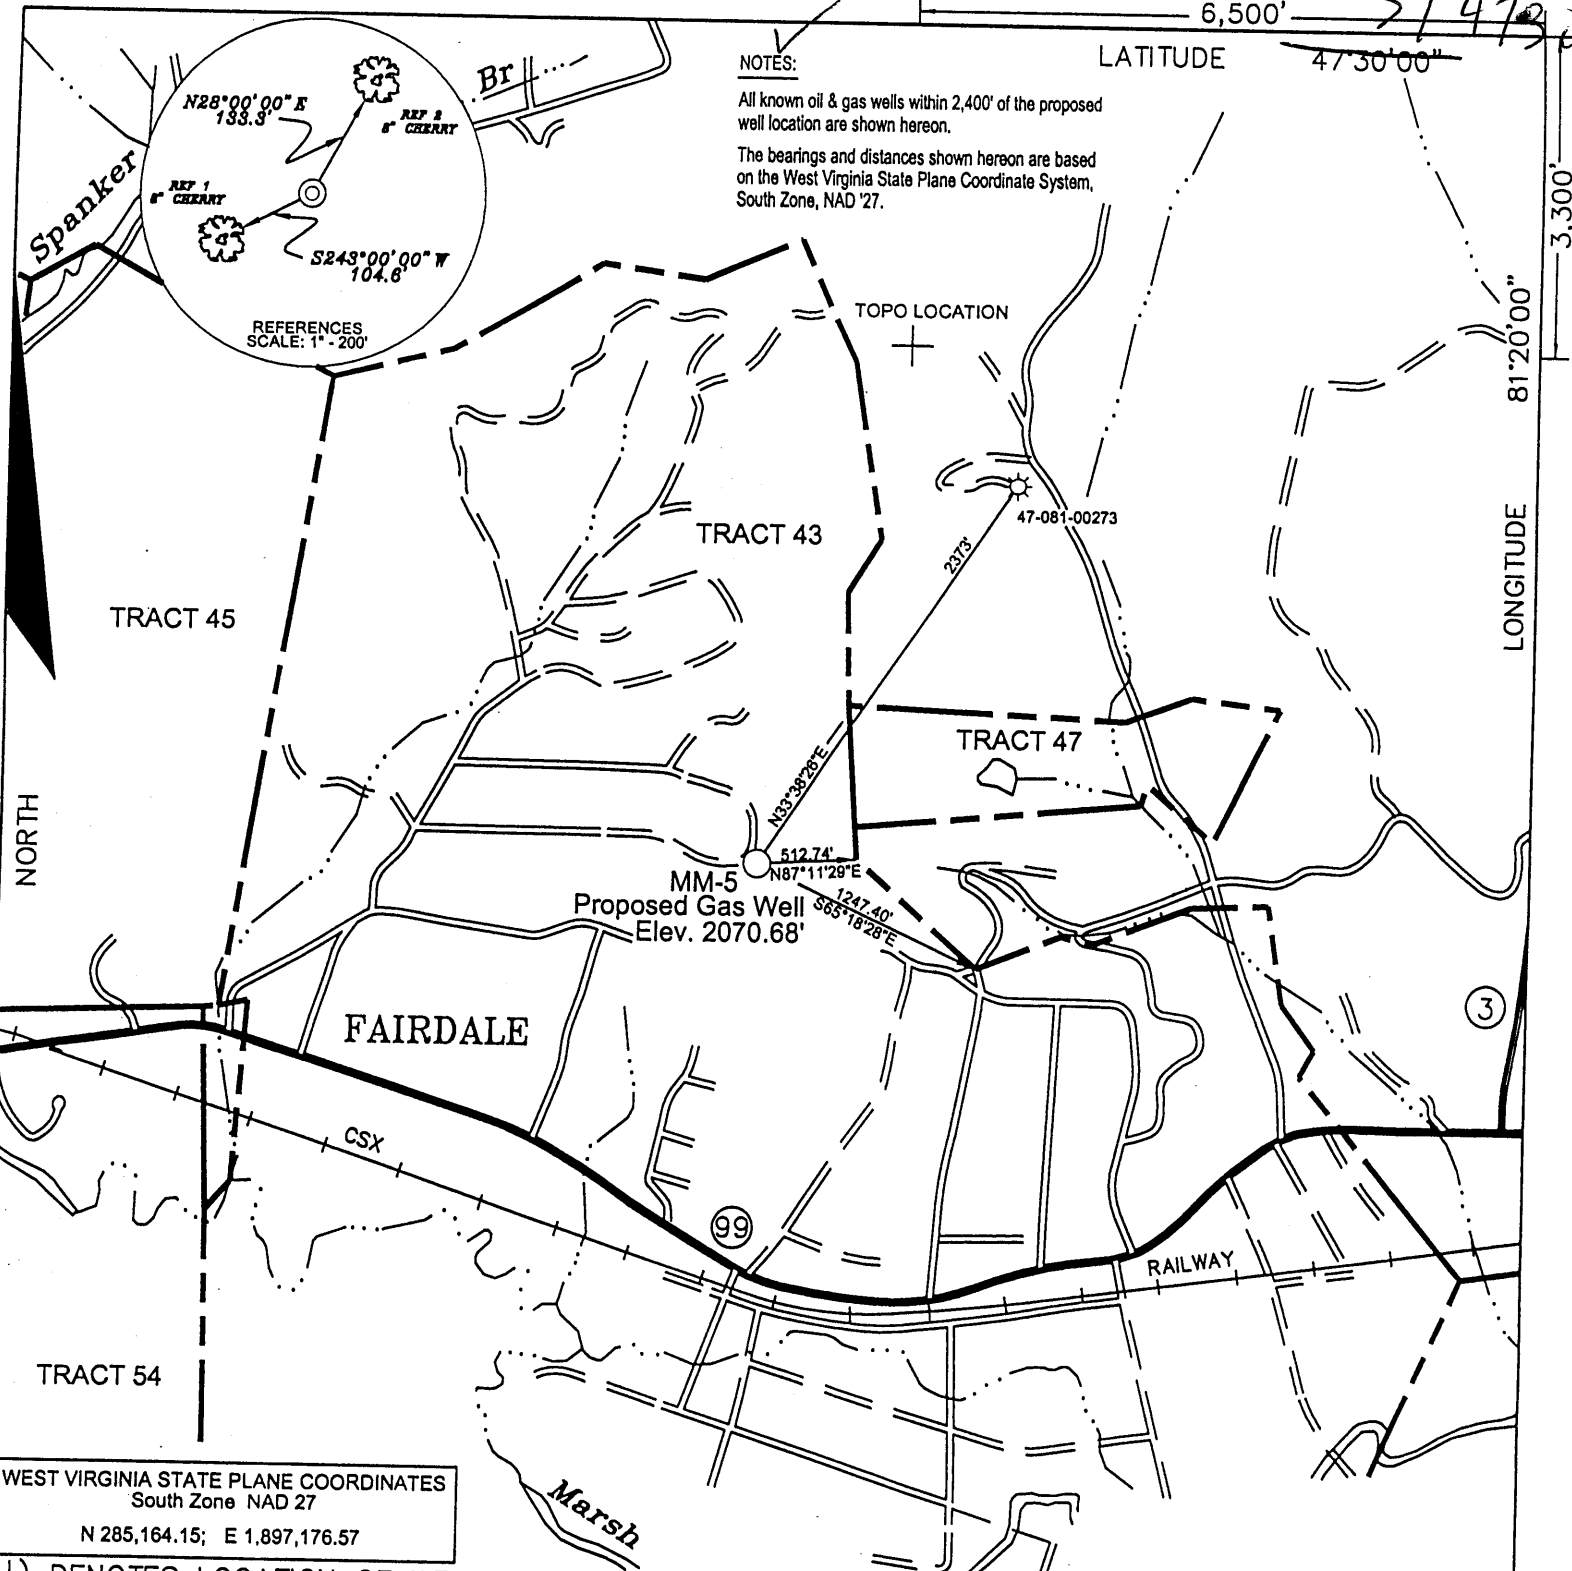 6,500'
LATITUDE 47'30'00"
NOTES:
All known oil & gas wells within 2,400' of the proposed
well location are shown hereon.
The bearings and distances shown hereon are based
on the West Virginia State Plane Coordinate System,
South Zone, NAD '27.
3,300'
81°20'00"
LONGITUDE
Br
Spanker
N28°00'00" E
133.3'
REF 2
8" CHERRY
REF 1
8" CHERRY
S243°00'00" W
104.6'
REFERENCES
SCALE: 1" - 200'
TOPO LOCATION
47-081-00273
2373'
TRACT 43
TRACT 45
TRACT 47
N33°38'26"E
NORTH
512.74'
N87°11'29"E
MM-5
Proposed Gas Well
Elev. 2070.68'
1247.40'
S65°18'28"E
FAIRDALE
3
CSX
99
RAILWAY
TRACT 54
Marsh
WEST VIRGINIA STATE PLANE COORDINATES
South Zone NAD 27
N 285,164.15; E 1,897,176.57
DENOTES LOCATION OF